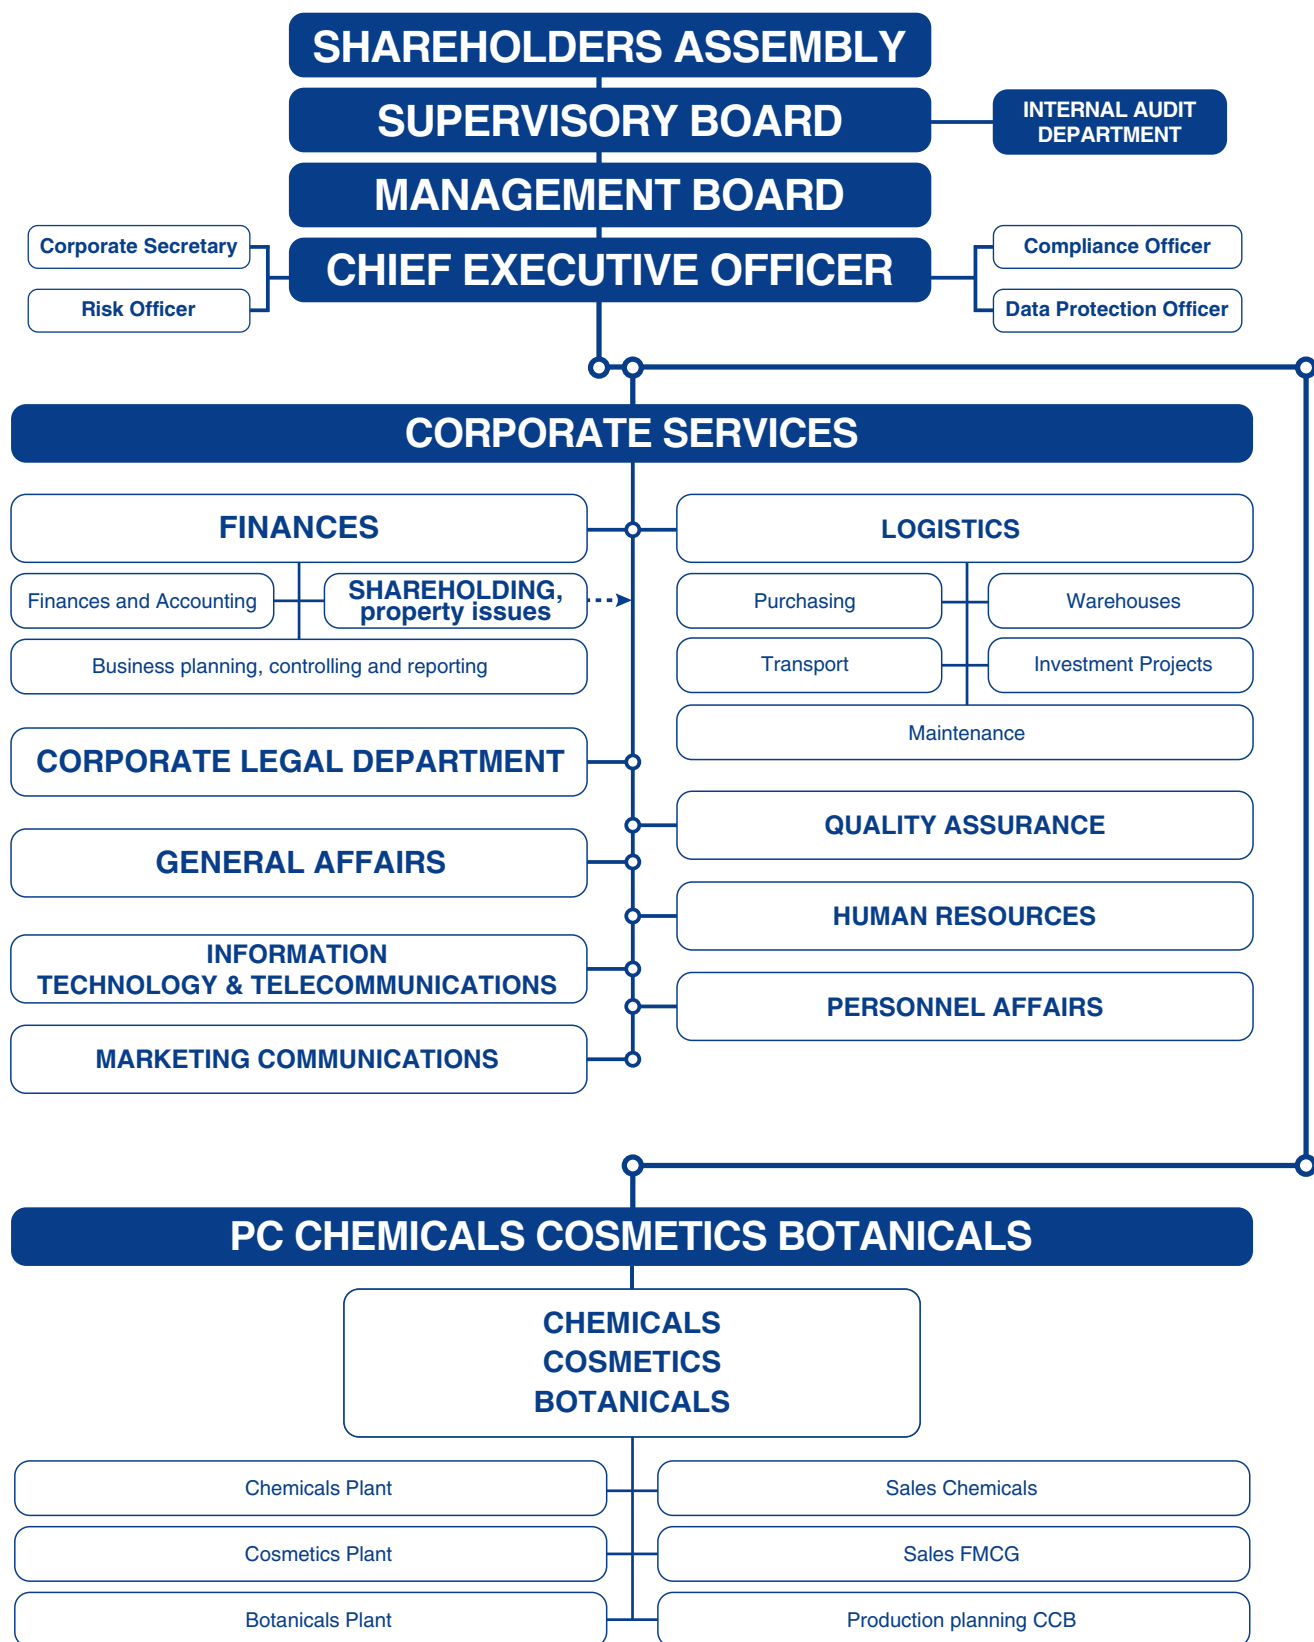 SHAREHOLDERS ASSEMBLY
SUPERVISORY BOARD
INTERNAL AUDIT
DEPARTMENT
MANAGEMENT BOARD
Corporate Secretary
CHIEF EXECUTIVE OFFICER
Compliance Officer
Risk Officer
Data Protection Officer
CORPORATE SERVICES
FINANCES
Finances and Accounting
SHAREHOLDING,
property issues
Business planning, controlling and reporting
CORPORATE LEGAL DEPARTMENT
GENERAL AFFAIRS
INFORMATION
TECHNOLOGY & TELECOMMUNICATIONS
MARKETING COMMUNICATIONS
LOGISTICS
Purchasing
Warehouses
Transport
Investment Projects
Maintenance
QUALITY ASSURANCE
HUMAN RESOURCES
PERSONNEL AFFAIRS
PC CHEMICALS COSMETICS BOTANICALS
CHEMICALS
COSMETICS
BOTANICALS
Chemicals Plant
Sales Chemicals
Cosmetics Plant
Sales FMCG
Botanicals Plant
Production planning CCB